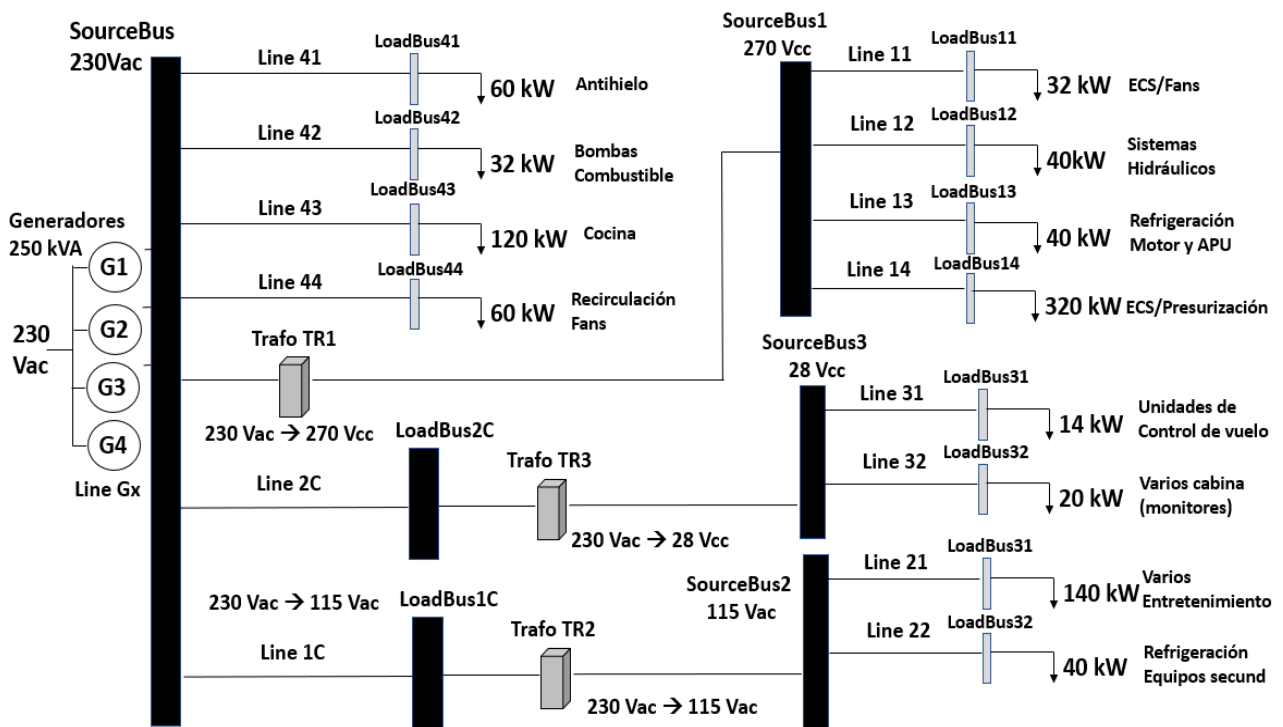 SourceBus
230Vac
Line 41
LoadBus41
60 kW
Antihielo
Line 42
LoadBus42
32 kW
Bombas
Combustible
Line 43
LoadBus43
120 kW
Cocina
Line 44
LoadBus44
60 kW
Recirculación
Fans
Generadores
250 kVA
G1
G2
G3
G4
230
Vac
Line Gx
Trafo TR1
230 Vac → 270 Vcc
SourceBus1
270 Vcc
Line 11
LoadBus11
32 kW
ECS/Fans
Line 12
LoadBus12
40kW
Sistemas
Hidráulicos
Line 13
LoadBus13
40 kW
Refrigeración
Motor y APU
Line 14
LoadBus14
320 kW
ECS/Presurización
Line 2C
LoadBus2C
Trafo TR3
230 Vac → 28 Vcc
SourceBus3
28 Vcc
Line 31
LoadBus31
14 kW
Unidades de
Control de vuelo
Line 32
LoadBus32
20 kW
Varios cabina
(monitores)
230 Vac → 115 Vac
Line 1C
LoadBus1C
Trafo TR2
230 Vac → 115 Vac
SourceBus2
115 Vac
Line 21
LoadBus31
140 kW
Varios
Entretenimiento
Line 22
LoadBus32
40 kW
Refrigeración
Equipos secund